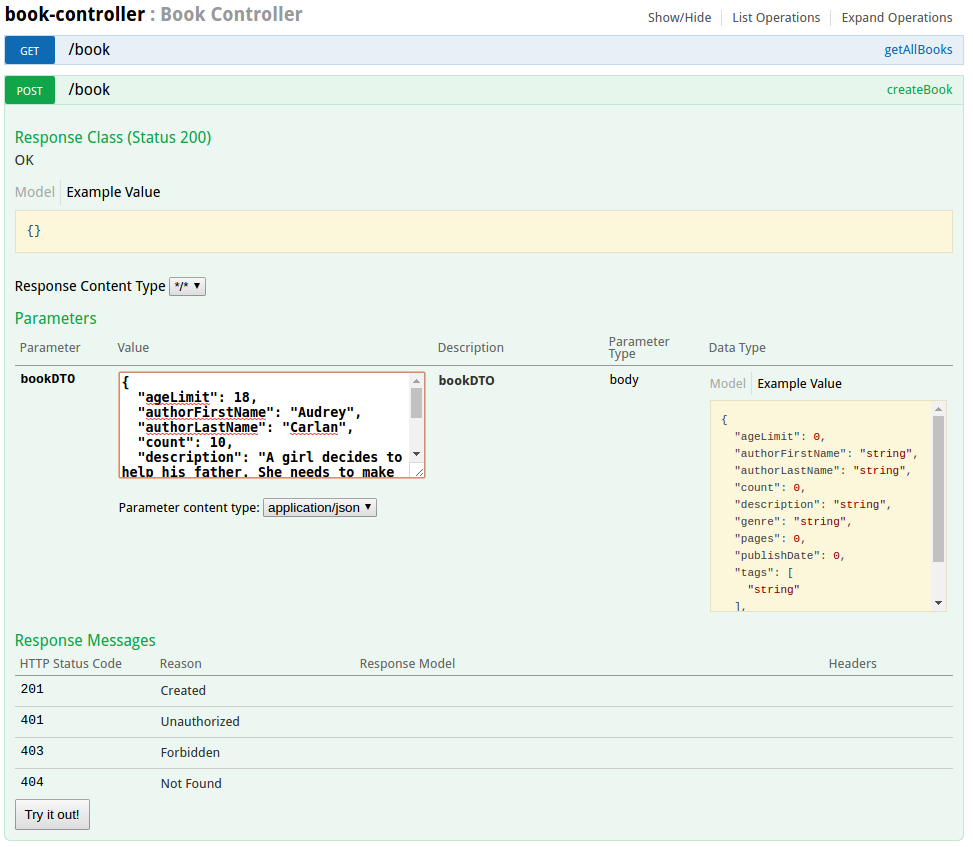 book-controller : Book Controller
Show/Hide List Operations Expand Operations
GET /book getAllBooks
POST /book createBook
Response Class (Status 200)
OK
Model Example Value
{}
Response Content Type */*
Parameters
Parameter Value Description Parameter Type Data Type
bookDTO
{
"ageLimit": 18,
"authorFirstName": "Audrey",
"authorLastName": "Carlan",
"count": 10,
"description": "A girl decides to
help his father. She needs to make
Parameter content type: application/json
bookDTO
body
Model Example Value
{
"ageLimit": 0,
"authorFirstName": "string",
"authorLastName": "string",
"count": 0,
"description": "string",
"genre": "string",
"pages": 0,
"publishDate": 0,
"tags": [
"string"
],
Response Messages
HTTP Status Code Reason Response Model Headers
201 Created
401 Unauthorized
403 Forbidden
404 Not Found
Try it out!